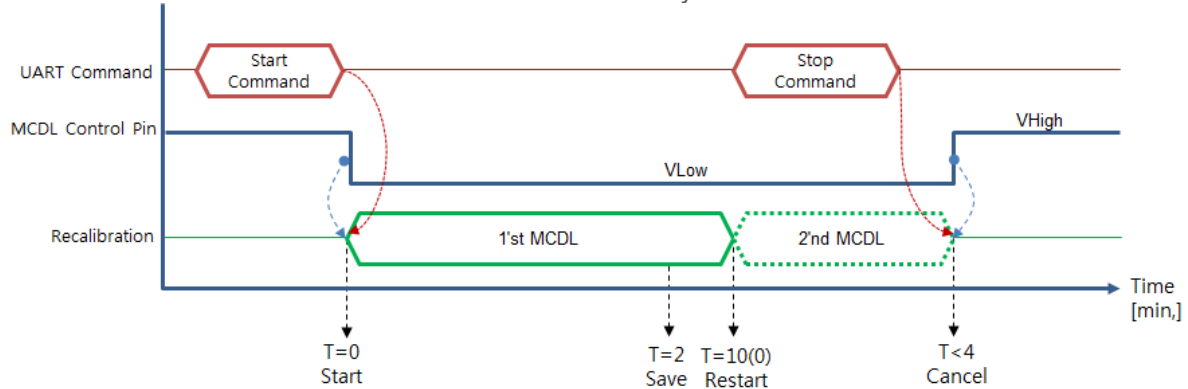 Start
Command
Stop
Command
UART Command
MCDL Control Pin
VHigh
VLow
Recalibration
1'st MCDL
2'nd MCDL
Time
[min,]
T=0
Start
T=2
Save
T=10(0)
Restart
T<4
Cancel